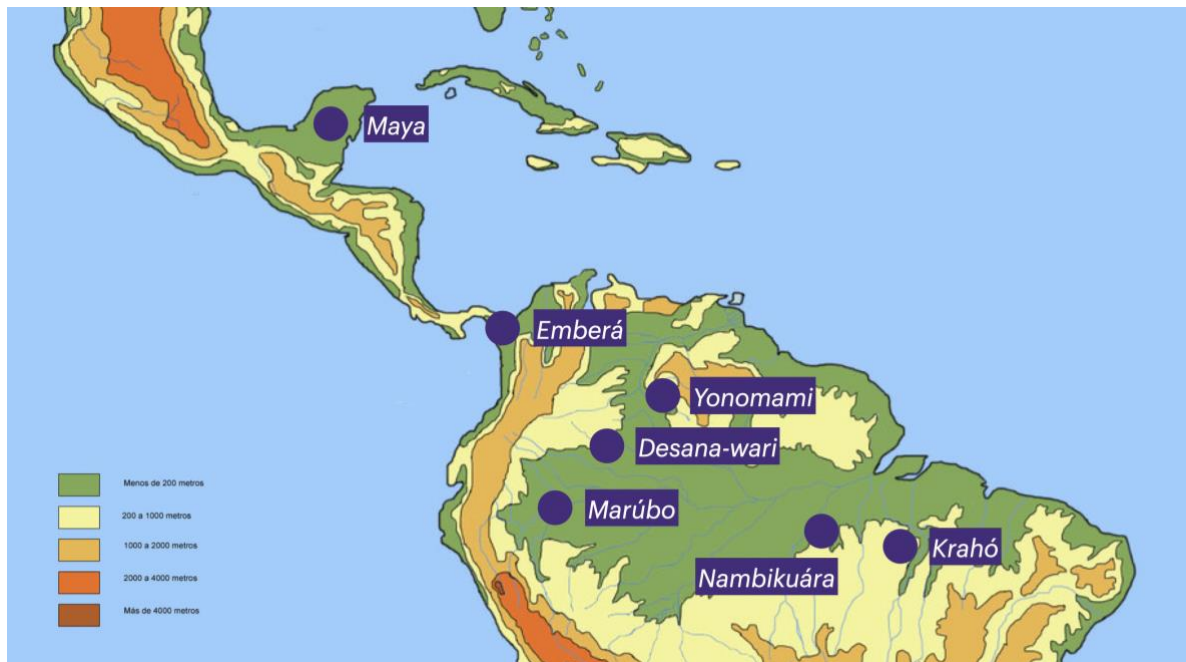 Maya
Emberá
Yonomami
Desana-wari
Marúbo
Nambikuára
Krahó
Menos de 200 metros
200 a 1000 metros
1000 a 2000 metros
2000 a 4000 metros
Más de 4000 metros